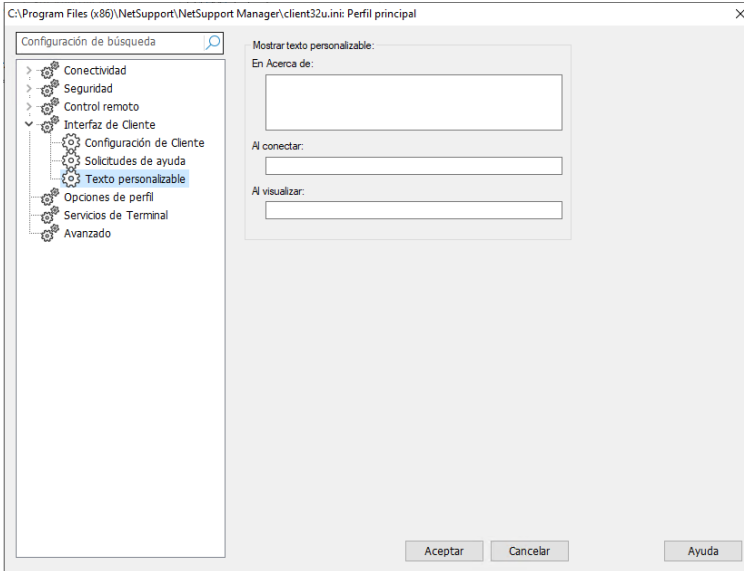 C:\Program Files (x86)\NetSupport\NetSupport Manager\client32u.ini: Perfil principal
Configuración de búsqueda
Conectividad
Seguridad
Control remoto
Interfaz de Cliente
Configuración de Cliente
Solicitudes de ayuda
Texto personalizable
Opciones de perfil
Servicios de Terminal
Avanzado
Mostrar texto personalizable:
En Acerca de:
Al conectar:
Al visualizar:
Aceptar
Cancelar
Ayuda